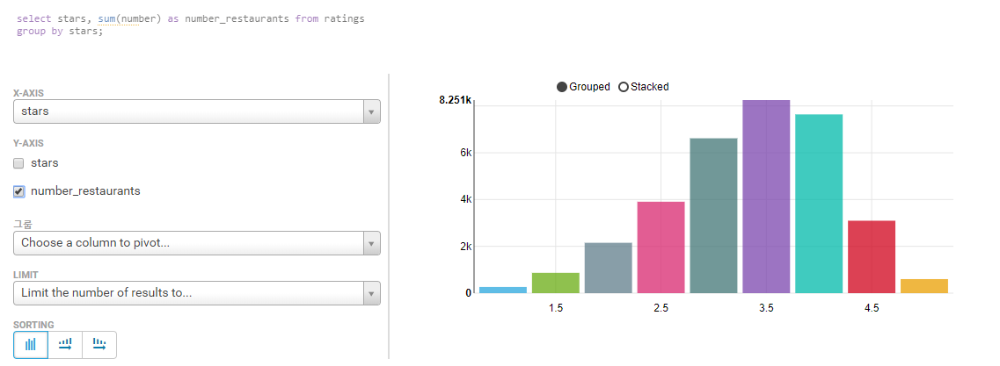 select stars, sum(number) as number_restaurants from ratings
group by stars;
X-AXIS
stars
Y-AXIS
stars
number_restaurants
그룹
Choose a column to pivot...
LIMIT
Limit the number of results to...
SORTING
Grouped Stacked
8.251k
6k
4k
2k
0
1.5 2.5 3.5 4.5